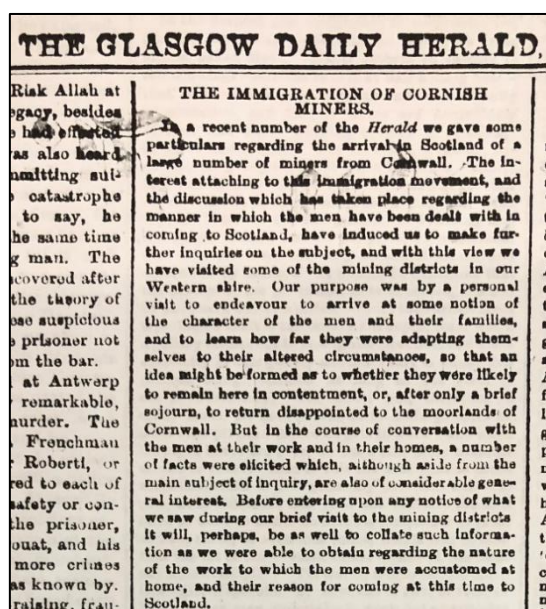 THE GLASGOW DAILY HERALD,
Risk Allah at
egacy, besides
e had effected
as also heard
mmitting sui-
e catastrophe
to say, he
he same time
g man. The
scovered after
the theory of
ose suspicious
e prisoner not
om the bar.
at Antwerp
remarkable,
murder. The
Frenchman
Roberti, or
red to each of
safety or con-
the prisoner,
ouat, and his
more crimes
as known by.
raising, frau-
THE IMMIGRATION OF CORNISH
MINERS.
In a recent number of the Herald we gave some
particulars regarding the arrival in Scotland of a
large number of miners from Cornwall. The in-
terest attaching to this immigration movement, and
the discussion which has taken place regarding the
manner in which the men have been dealt with in
coming to Scotland, have induced us to make fur-
ther inquiries on the subject, and with this view we
have visited some of the mining districts in our
Western shire. Our purpose was by a personal
visit to endeavour to arrive at some notion of
the character of the men and their families,
and to learn how far they were adapting them-
selves to their altered circumstances, so that an
idea might be formed as to whether they were likely
to remain here in contentment, or, after only a brief
sojourn, to return disappointed to the moorlands of
Cornwall. But in the course of conversation with
the men at their work and in their homes, a number
of facts were elicited which, although aside from the
main subject of inquiry, are also of considerable gene-
ral interest. Before entering upon any notice of what
we saw during our brief visit to the mining districts
it will, perhaps, be as well to collate such informa-
tion as we were able to obtain regarding the nature
of the work to which the men were accustomed at
home, and their reason for coming at this time to
Scotland.